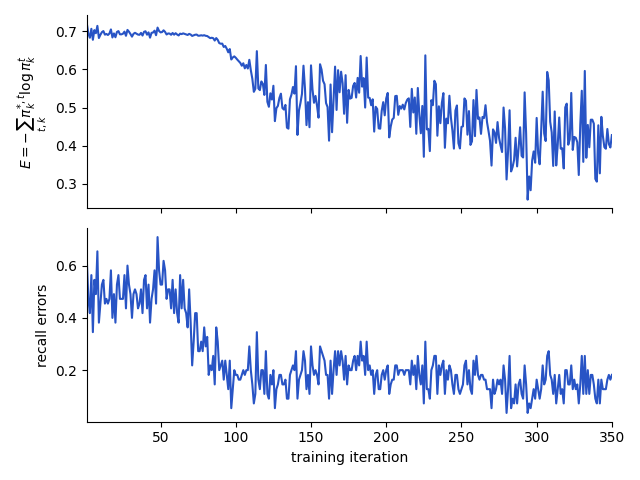 0.7
0.6
0.5
0.4
0.3
E = − ∑ π_k^{*,t} log π_k^t
t, k
0.6
0.4
0.2
recall errors
50 100 150 200 250 300 350
training iteration